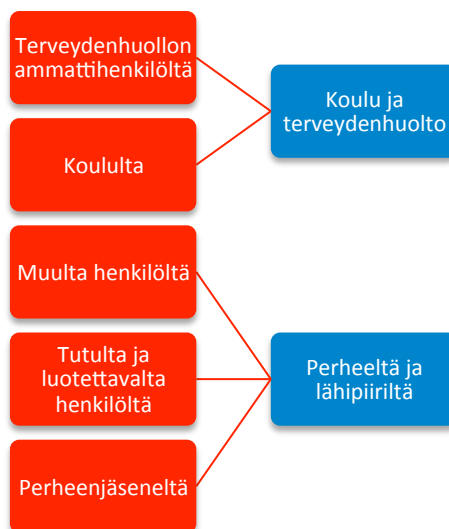 Terveydenhuollon
ammattihenkilöltä
Koululta
Koulu ja
terveydenhuolto
Muulta henkilöltä
Tutulta ja
luotettavalta
henkilöltä
Perheenjäseneltä
Perheeltä ja
lähipiiriltä